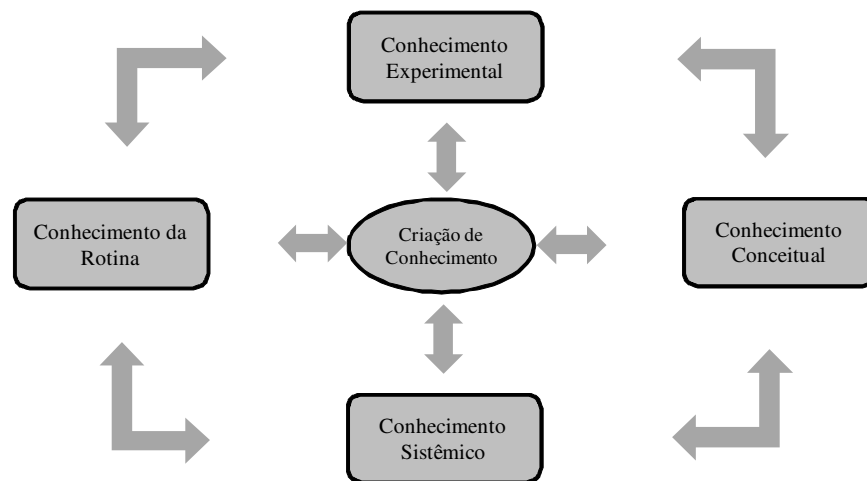 Conhecimento
Experimental
Conhecimento da
Rotina
Criação de
Conhecimento
Conhecimento
Conceitual
Conhecimento
Sistêmico